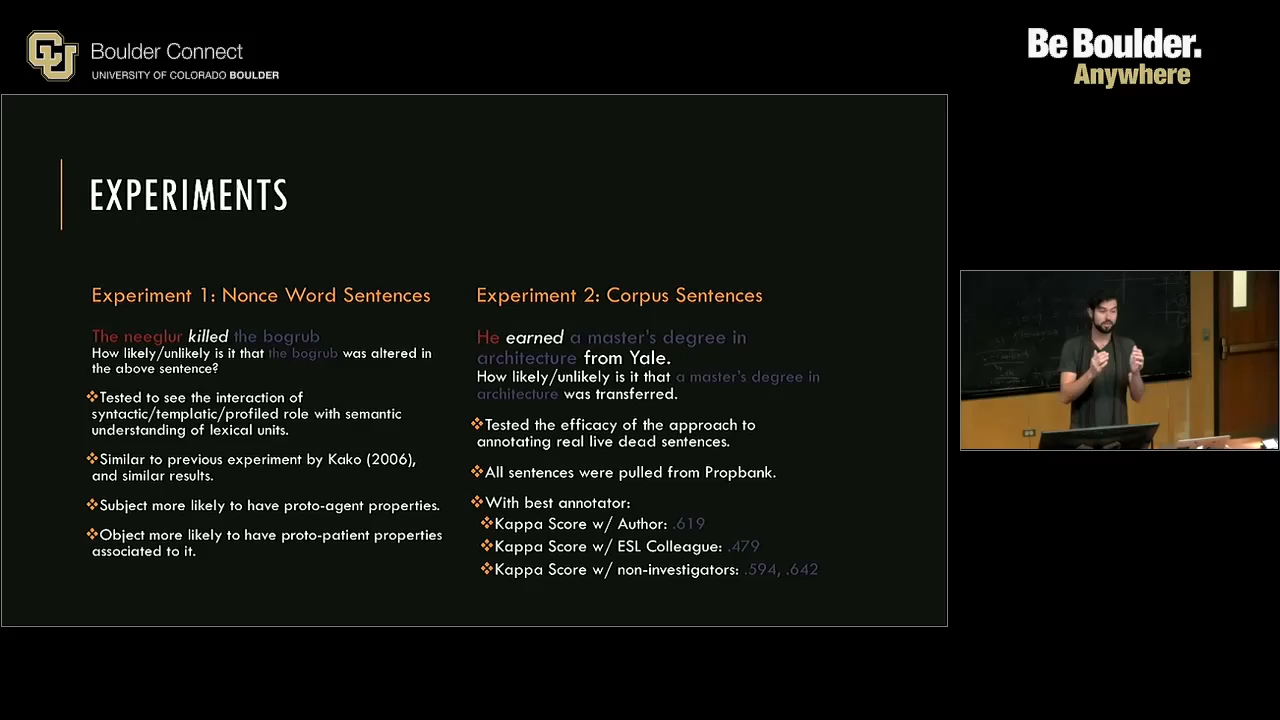 CU
Boulder Connect
UNIVERSITY OF COLORADO BOULDER
Be Boulder.
Anywhere
EXPERIMENTS
Experiment 1: Nonce Word Sentences
The neeglur killed the bogrub
How likely/unlikely is it that the bogrub was altered in
the above sentence?
Tested to see the interaction of
syntactic/templatic/profiled role with semantic
understanding of lexical units.
Similar to previous experiment by Kako (2006),
and similar results.
Subject more likely to have proto-agent properties.
Object more likely to have proto-patient properties
associated to it.
Experiment 2: Corpus Sentences
He earned a master's degree in
architecture from Yale.
How likely/unlikely is it that a master's degree in
architecture was transferred.
Tested the efficacy of the approach to
annotating real live dead sentences.
All sentences were pulled from Propbank.
With best annotator:
Kappa Score w/ Author: .619
Kappa Score w/ ESL Colleague: .479
Kappa Score w/ non-investigators: .594, .642